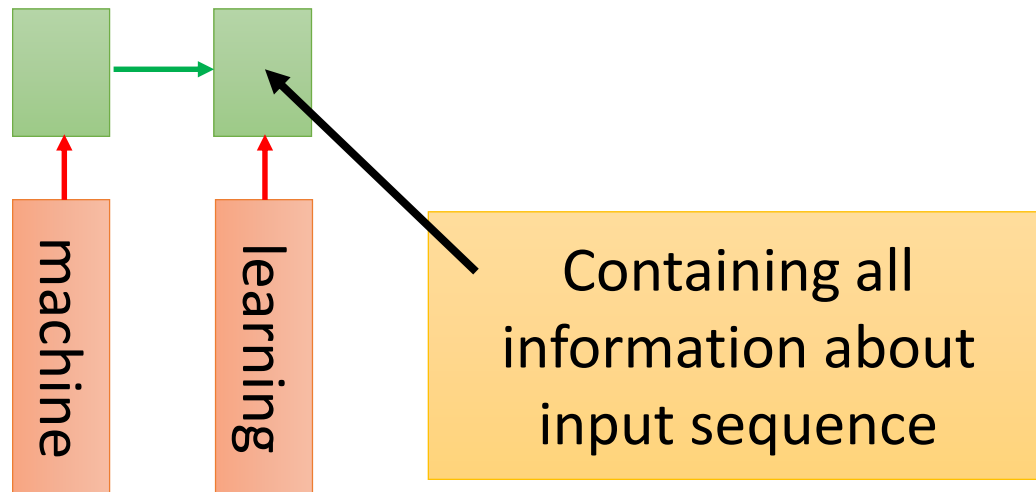 machine
learning
Containing all
information about
input sequence